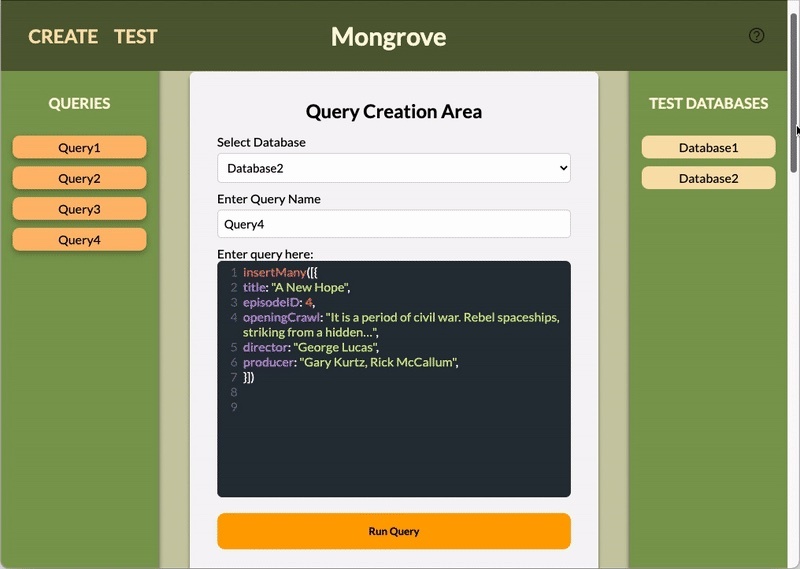 CREATE TEST
Mongrove
?
QUERIES
Query1
Query2
Query3
Query4
Query Creation Area
Select Database
Database2
Enter Query Name
Query4
Enter query here:
1 insertMany([{
2 title: "A New Hope",
3 episodeID: 4,
4 openingCrawl: "It is a period of civil war. Rebel spaceships,
striking from a hidden...",
5 director: "George Lucas",
6 producer: "Gary Kurtz, Rick McCallum",
7 }])
8
9
Run Query
TEST DATABASES
Database1
Database2